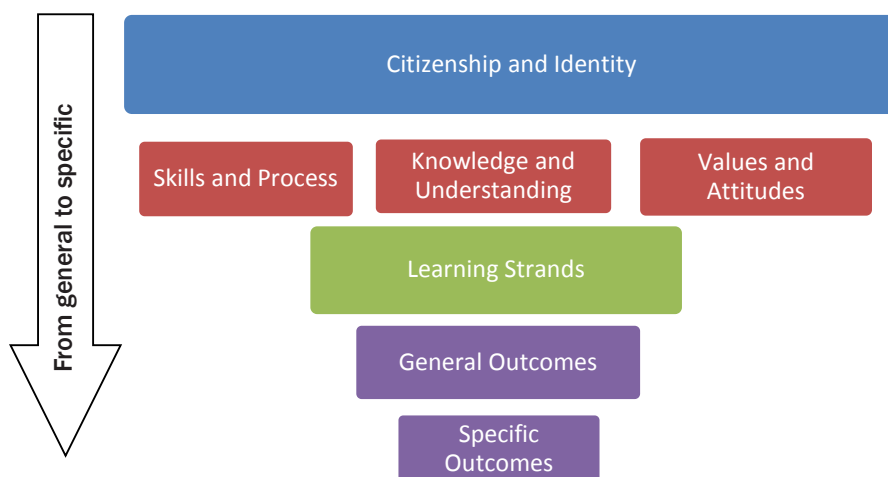 From general to specific
Citizenship and Identity
Skills and Process
Knowledge and
Understanding
Values and
Attitudes
Learning Strands
General Outcomes
Specific
Outcomes